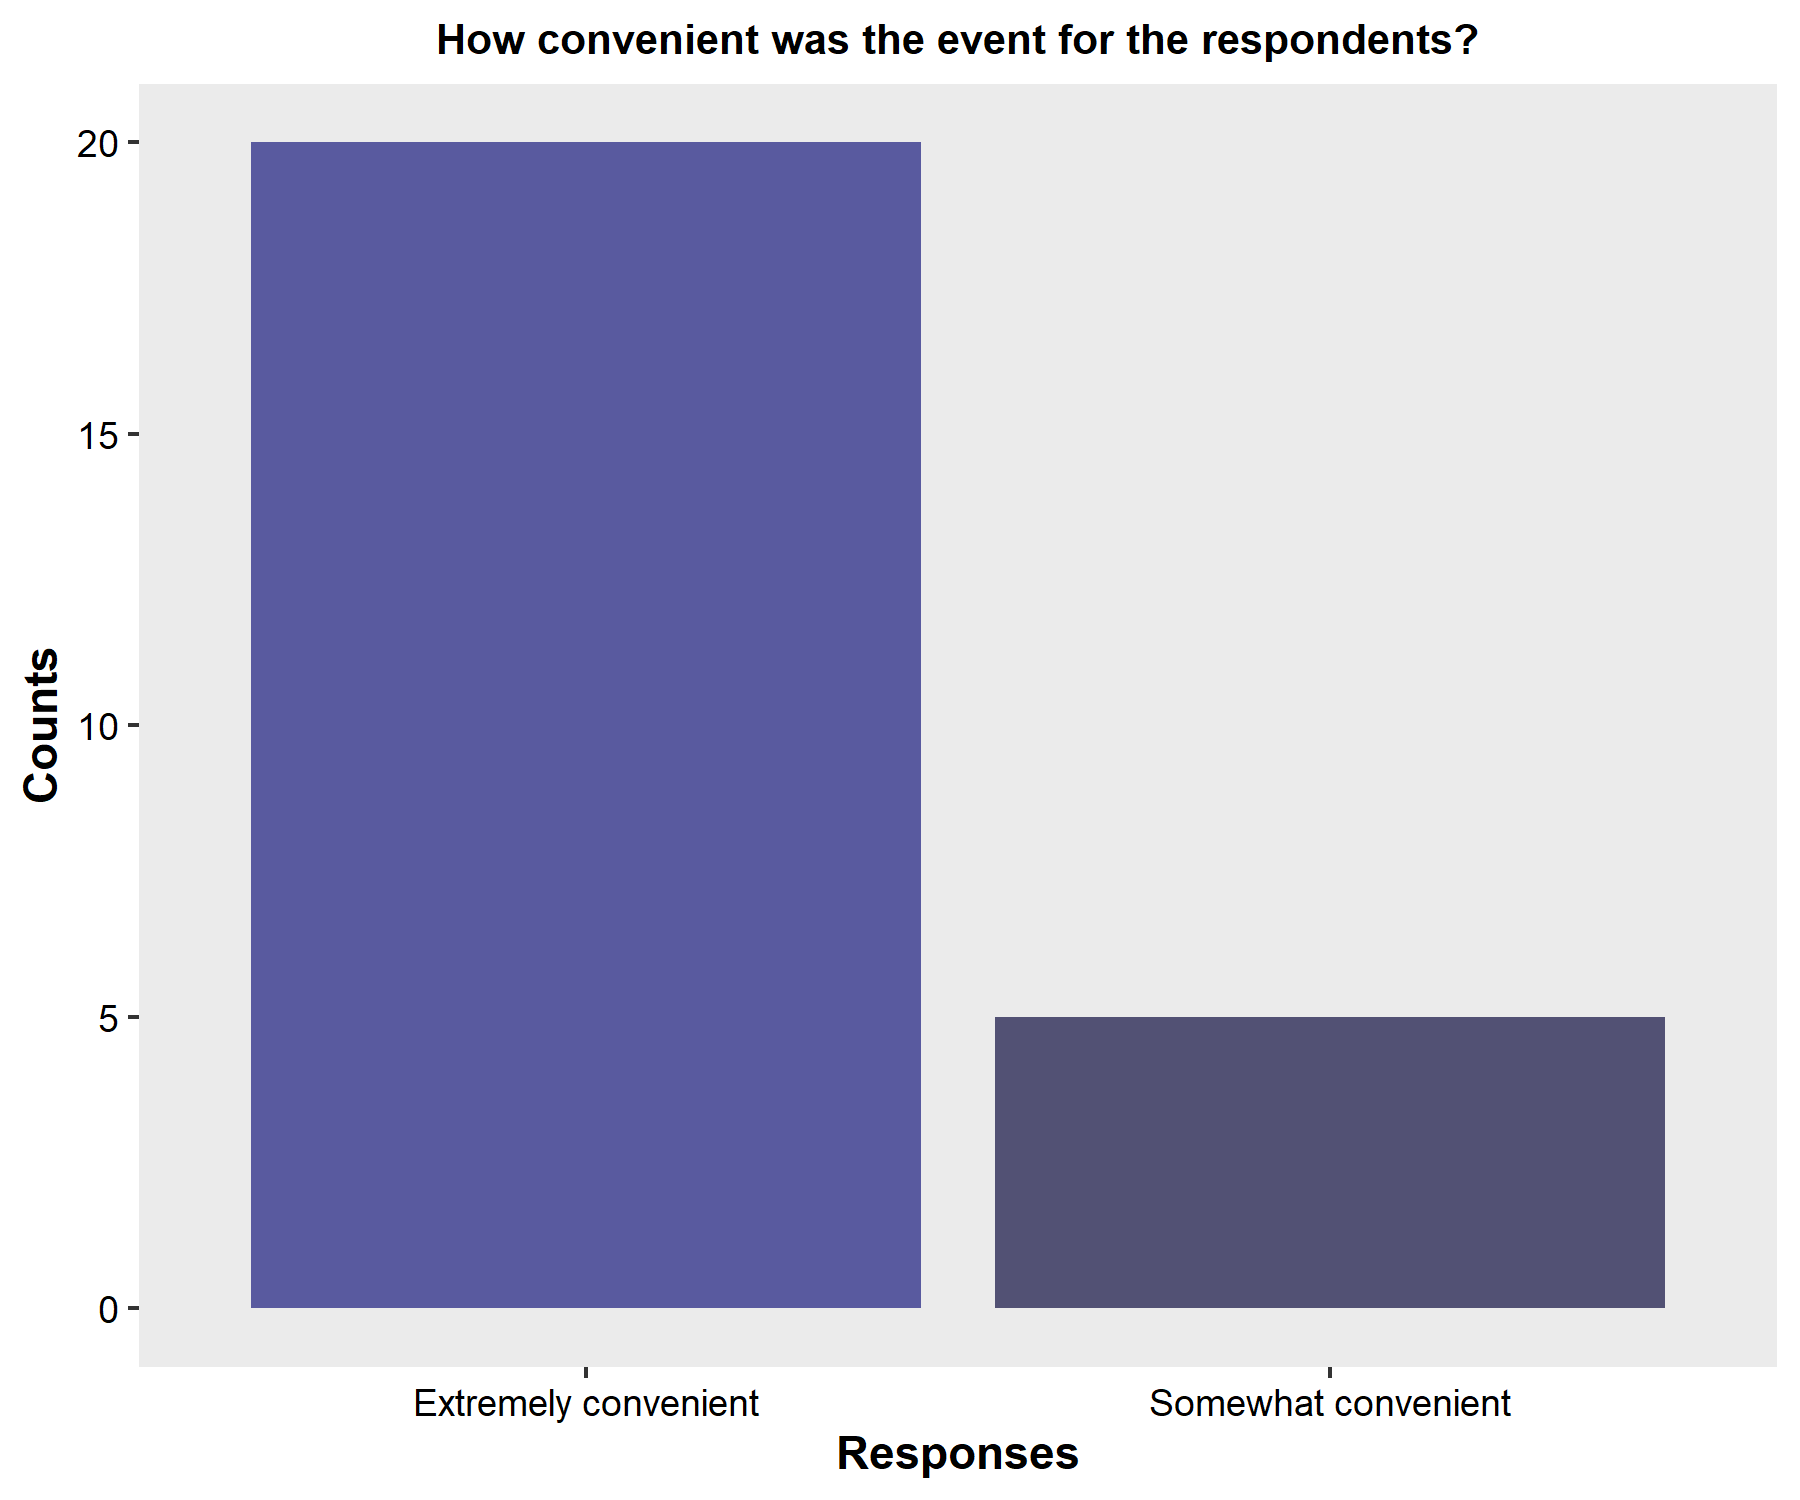 How convenient was the event for the respondents?
20
15
10
5
0
Counts
Extremely convenient
Somewhat convenient
Responses